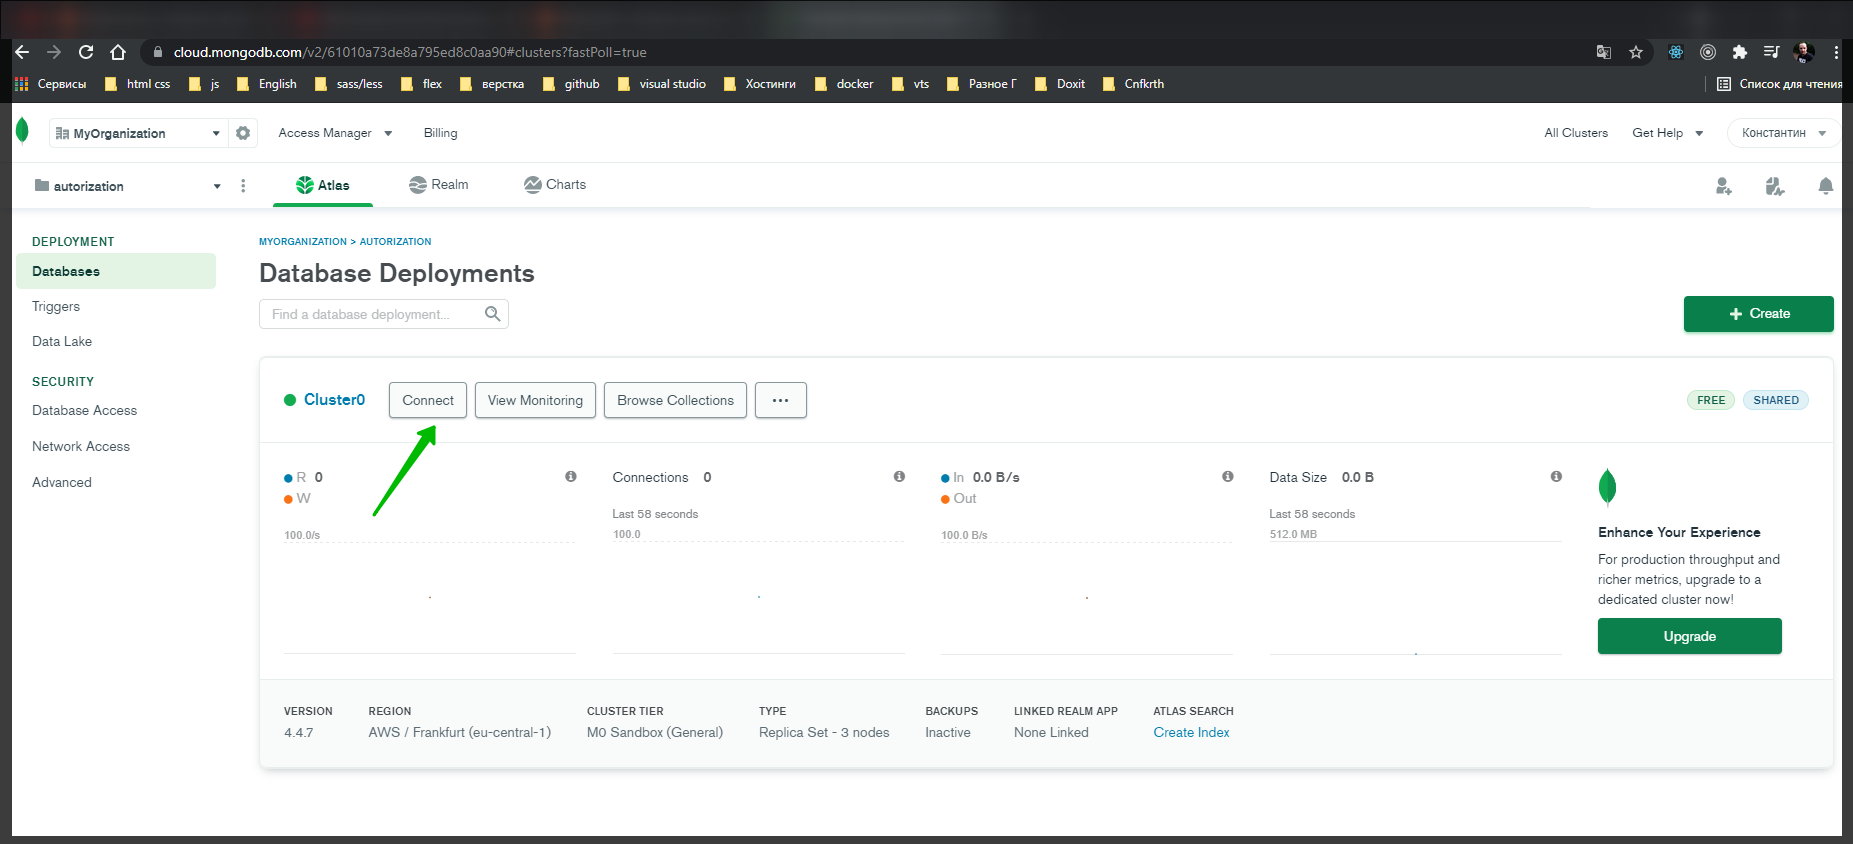 cloud.mongodb.com/v2/61010a73de8a795ed8c0aa90#clusters?fastPoll=true
Сервисы html css js English sass/less flex верстка github visual studio Хостинги docker vts Разное Г Doxit Cnfkrth Список для чтения
MyOrganization Access Manager Billing All Clusters Get Help Константин
autorization Atlas Realm Charts
DEPLOYMENT
Databases
Triggers
Data Lake
SECURITY
Database Access
Network Access
Advanced
MYORGANIZATION > AUTORIZATION
Database Deployments
Find a database deployment...
+ Create
Cluster0 Connect View Monitoring Browse Collections ... FREE SHARED
R 0
W
100.0/s
Connections 0
Last 58 seconds
100.0
In 0.0 B/s
Out
100.0 B/s
Data Size 0.0 B
Last 58 seconds
512.0 MB
Enhance Your Experience
For production throughput and
richer metrics, upgrade to a
dedicated cluster now!
Upgrade
VERSION REGION CLUSTER TIER TYPE BACKUPS LINKED REALM APP ATLAS SEARCH
4.4.7 AWS / Frankfurt (eu-central-1) M0 Sandbox (General) Replica Set - 3 nodes Inactive None Linked Create Index